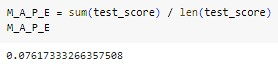 M_A_P_E = sum(test_score) / len(test_score)
M_A_P_E
0.07617333266357508